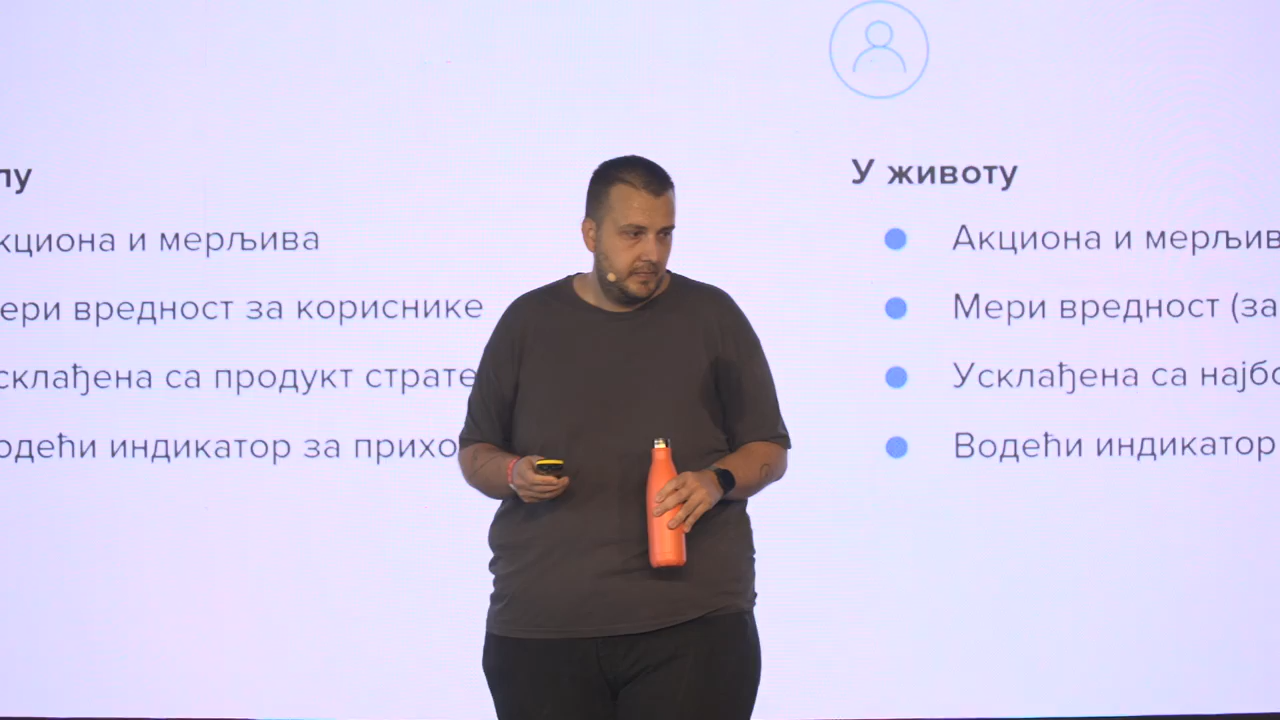 У животу
и мерљива
вредност за кориснике
са продукт
индикатор за
Акциона и
Мери вредност
Усклађена са
Водећи индикатор